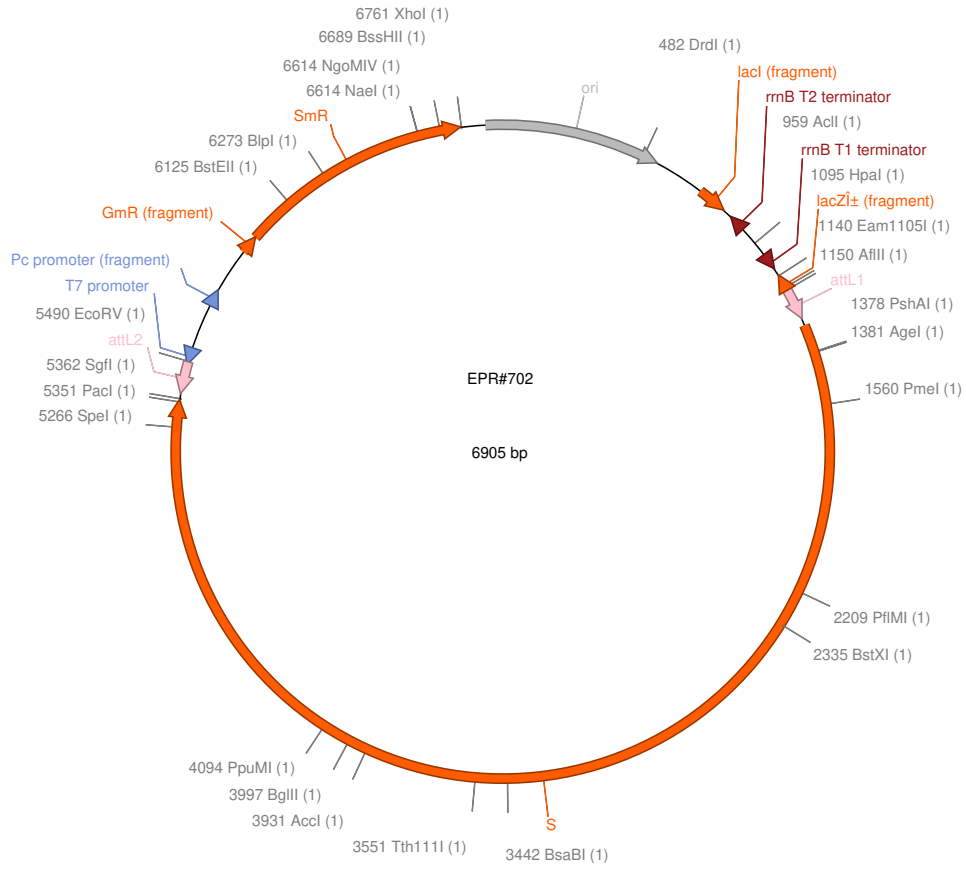 6761 XhoI (1)
6689 BssHII (1)
482 DrdI (1)
6614 NgoMIV (1)
lacI (fragment)
6614 NaeI (1)
ori
rrnB T2 terminator
SmR
959 AclI (1)
6273 BlpI (1)
rrnB T1 terminator
6125 BstEII (1)
1095 HpaI (1)
lacZÎ± (fragment)
GmR (fragment)
1140 Eam1105I (1)
1150 AflII (1)
Pc promoter (fragment)
attL1
T7 promoter
1378 PshAI (1)
5490 EcoRV (1)
1381 AgeI (1)
attL2
5362 SgfI (1)
EPR#702
5351 PacI (1)
1560 PmeI (1)
5266 SpeI (1)
6905 bp
2209 PflMI (1)
2335 BstXI (1)
4094 PpuMI (1)
3997 BglII (1)
3931 AccI (1)
S
3551 Tth111I (1)
3442 BsaBI (1)